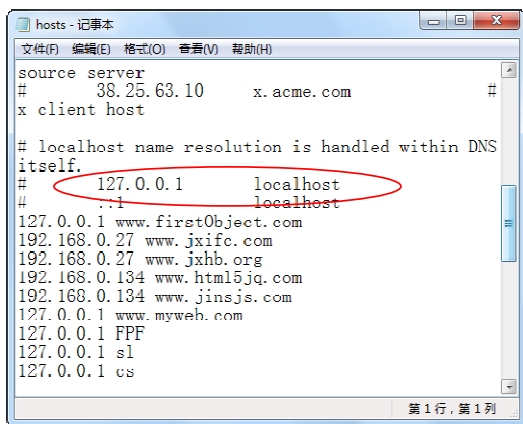 hosts - 记事本
文件(F) 编辑(E) 格式(O) 查看(V) 帮助(H)
source server
# 38.25.63.10 x.acme.com #
x client host
# localhost name resolution is handled within DNS
itself.
# 127.0.0.1 localhost
# ::1 localhost
127.0.0.1 www.firstObject.com
192.168.0.27 www.jxifc.com
192.168.0.27 www.jxhb.org
192.168.0.134 www.html5jq.com
192.168.0.134 www.jinsjs.com
127.0.0.1 www.myweb.com
127.0.0.1 FPF
127.0.0.1 sl
127.0.0.1 cs
第1行，第1列